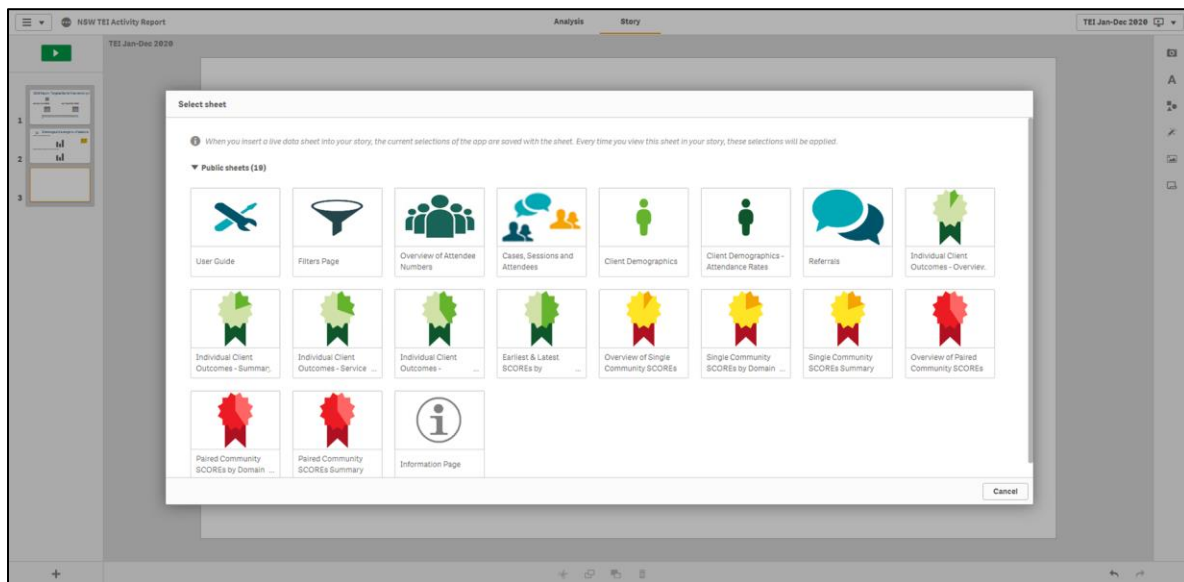 NSW TEI Activity Report
Analysis
Story
TEI Jan-Dec 2020
TEI Jan-Dec 2020
1
2
3
A
Select sheet
When you insert a live data sheet into your story, the current selections of the app are saved with the sheet. Every time you view this sheet in your story, these selections will be applied.
Public sheets (19)
User Guide
Filters Page
Overview of Attendee
Numbers
Cases, Sessions and
Attendees
Client Demographics
Client Demographics -
Attendance Rates
Referrals
Individual Client
Outcomes - Overview.
Individual Client
Outcomes - Summary
Individual Client
Outcomes - Service ...
Individual Client
Outcomes - ...
Earliest & Latest
SCOREs by ...
Overview of Single
Community SCOREs
Single Community
SCOREs by Domain ...
Single Community
SCOREs Summary
Overview of Paired
Community SCOREs
Paired Community
SCOREs by Domain ...
Paired Community
SCOREs Summary
Information Page
Cancel